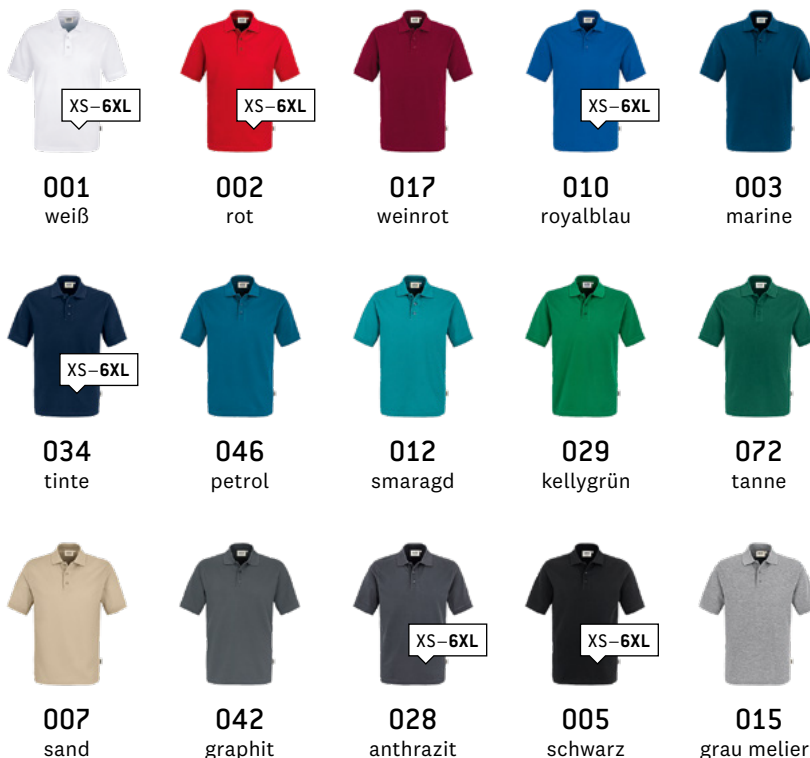 XS–6XL
XS–6XL
XS–6XL
001
weiß
002
rot
017
weinrot
010
royalblau
003
marine
XS–6XL
034
tinte
046
petrol
012
smaragd
029
kellygrün
072
tanne
XS–6XL
XS–6XL
007
sand
042
graphit
028
anthrazit
005
schwarz
015
grau melier